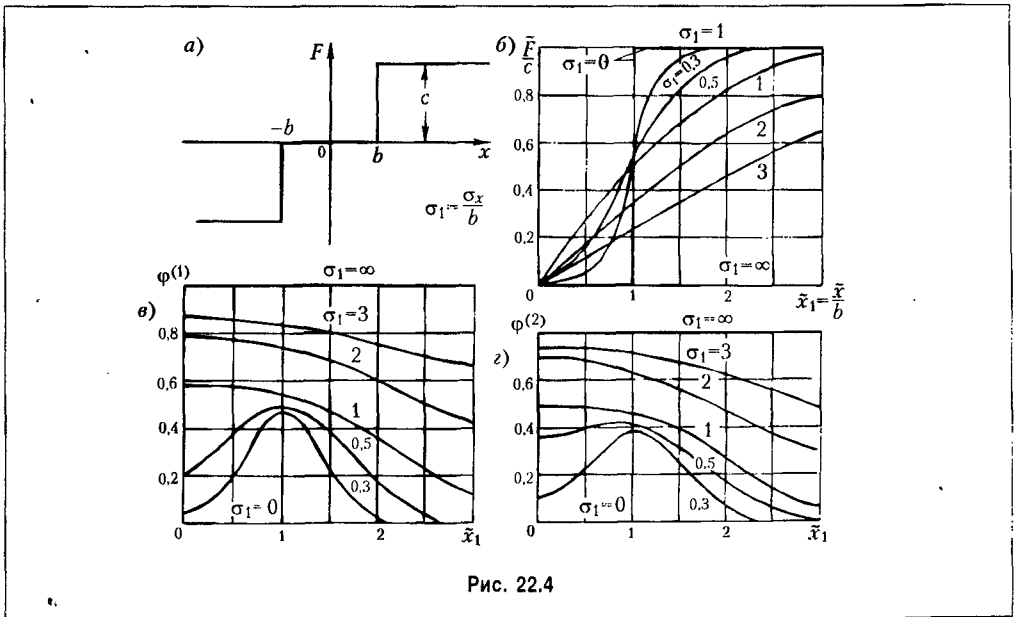 а)
F
c
−b
0
b
x
σ₁ = σₓ/b
б)
F̃/c
σ₁=1
σ₁=0
σ₁=0,3
0,5
1
2
3
0,8
0,6
0,4
0,2
σ₁=∞
0
1
2
x̃₁=x̃/b
в)
φ⁽¹⁾
σ₁=∞
σ₁=3
2
1
0,5
0,3
σ₁=0
0,8
0,6
0,4
0,2
0
1
2
x̃₁
г)
φ⁽²⁾
σ₁=∞
σ₁=3
2
1
0,5
0,3
σ₁=0
0,6
0,4
0,2
0
1
2
x̃₁
Рис. 22.4